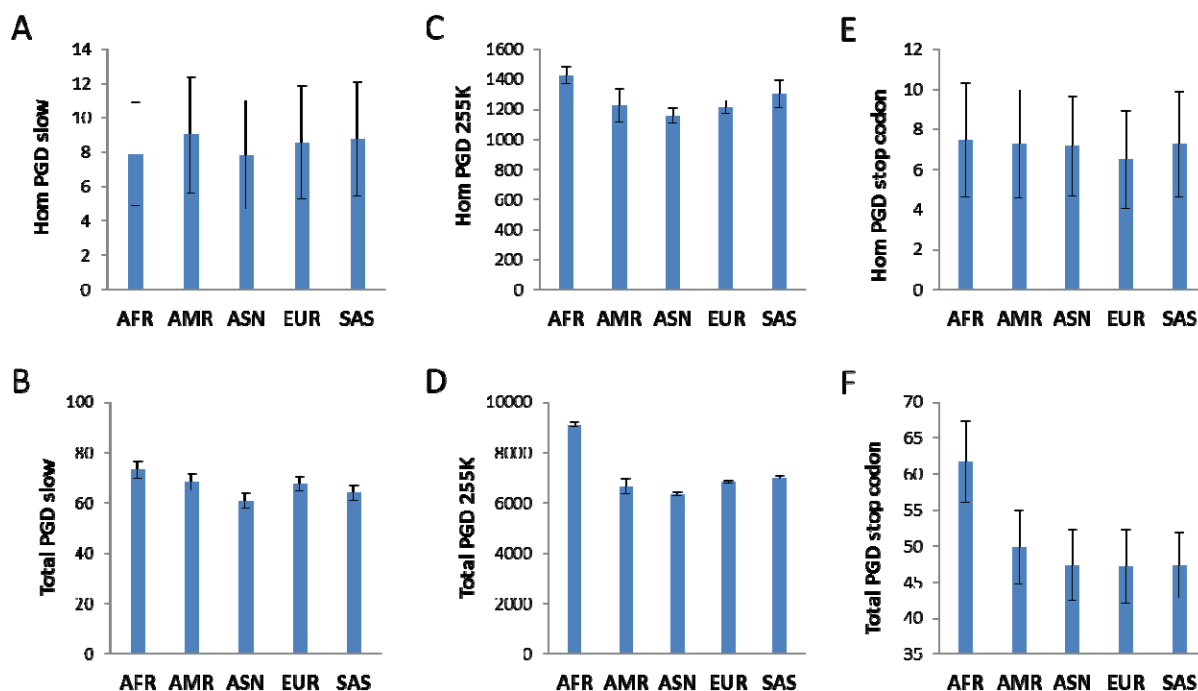 A
Hom PGD slow
14
12
10
8
6
4
2
0
AFR AMR ASN EUR SAS
C
Hom PGD 255K
1600
1400
1200
1000
800
600
400
200
0
AFR AMR ASN EUR SAS
E
Hom PGD stop codon
12
10
8
6
4
2
0
AFR AMR ASN EUR SAS
B
Total PGD slow
100
80
60
40
20
0
AFR AMR ASN EUR SAS
D
Total PGD 255K
10000
8000
6000
4000
2000
0
AFR AMR ASN EUR SAS
F
Total PGD stop codon
70
65
60
55
50
45
40
35
AFR AMR ASN EUR SAS